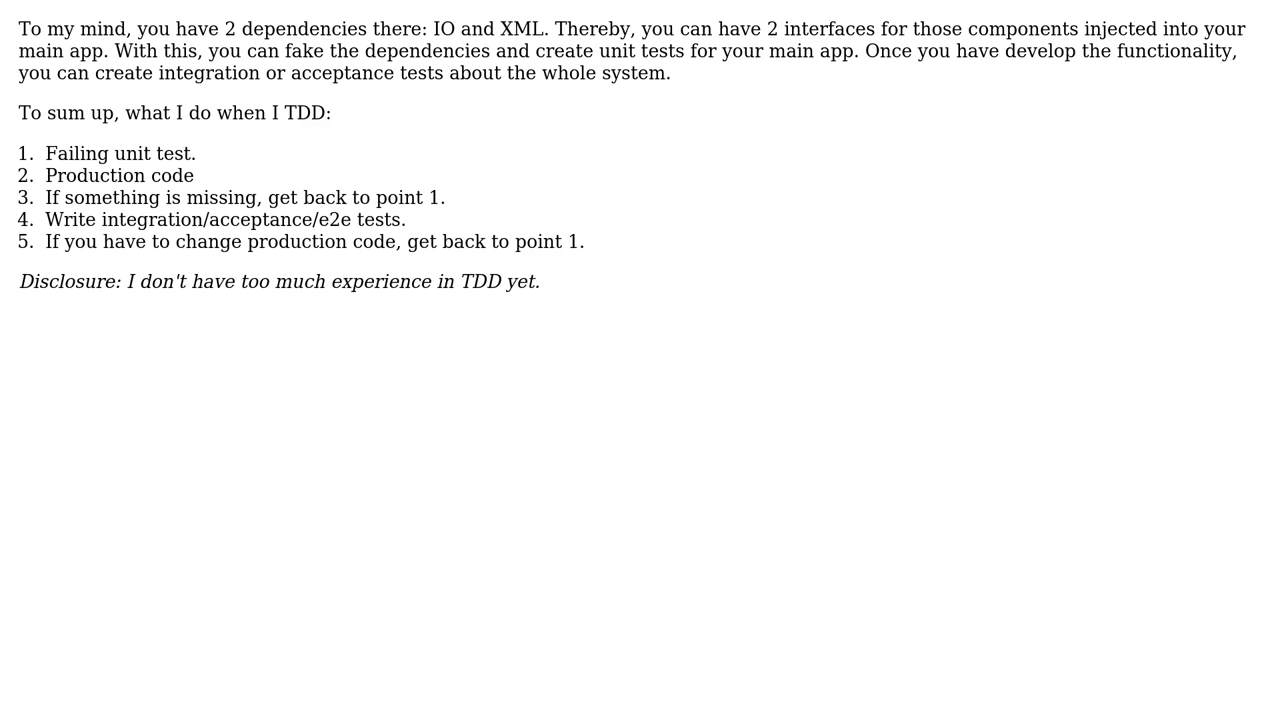 To my mind, you have 2 dependencies there: IO and XML. Thereby, you can have 2 interfaces for those components injected into your
main app. With this, you can fake the dependencies and create unit tests for your main app. Once you have develop the functionality,
you can create integration or acceptance tests about the whole system.
To sum up, what I do when I TDD:
1. Failing unit test.
2. Production code
3. If something is missing, get back to point 1.
4. Write integration/acceptance/e2e tests.
5. If you have to change production code, get back to point 1.
Disclosure: I don't have too much experience in TDD yet.